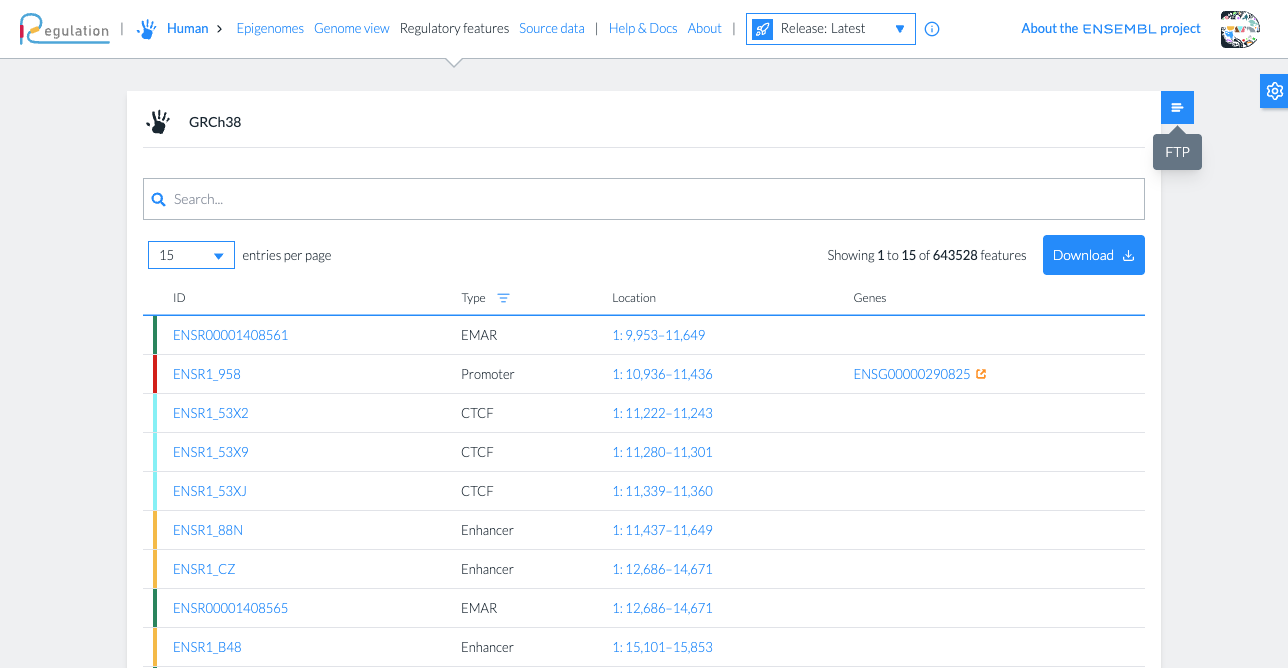 Regulation | Human > Epigenomes Genome view Regulatory features Source data | Help & Docs About | Release: Latest About the ENSEMBL project
GRCh38
FTP
Search...
15 entries per page Showing 1 to 15 of 643528 features Download
ID Type Location Genes
ENSR00001408561 EMAR 1: 9,953–11,649
ENSR1_958 Promoter 1: 10,936–11,436 ENSG00000290825
ENSR1_53X2 CTCF 1: 11,222–11,243
ENSR1_53X9 CTCF 1: 11,280–11,301
ENSR1_53XJ CTCF 1: 11,339–11,360
ENSR1_88N Enhancer 1: 11,437–11,649
ENSR1_CZ Enhancer 1: 12,686–14,671
ENSR00001408565 EMAR 1: 12,686–14,671
ENSR1_B48 Enhancer 1: 15,101–15,853